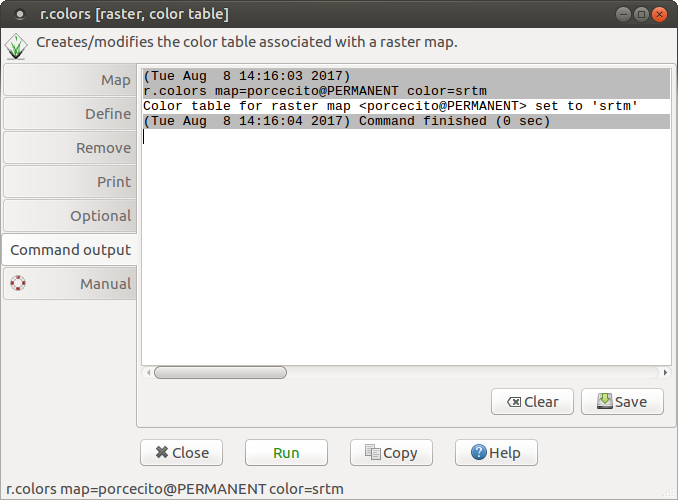 r.colors [raster, color table]
Creates/modifies the color table associated with a raster map.
Map
Define
Remove
Print
Optional
Command output
Manual
(Tue Aug  8 14:16:03 2017)
r.colors map=porcecito@PERMANENT color=srtm
Color table for raster map <porcecito@PERMANENT> set to 'srtm'
(Tue Aug  8 14:16:04 2017) Command finished (0 sec)
Clear
Save
Close
Run
Copy
Help
r.colors map=porcecito@PERMANENT color=srtm